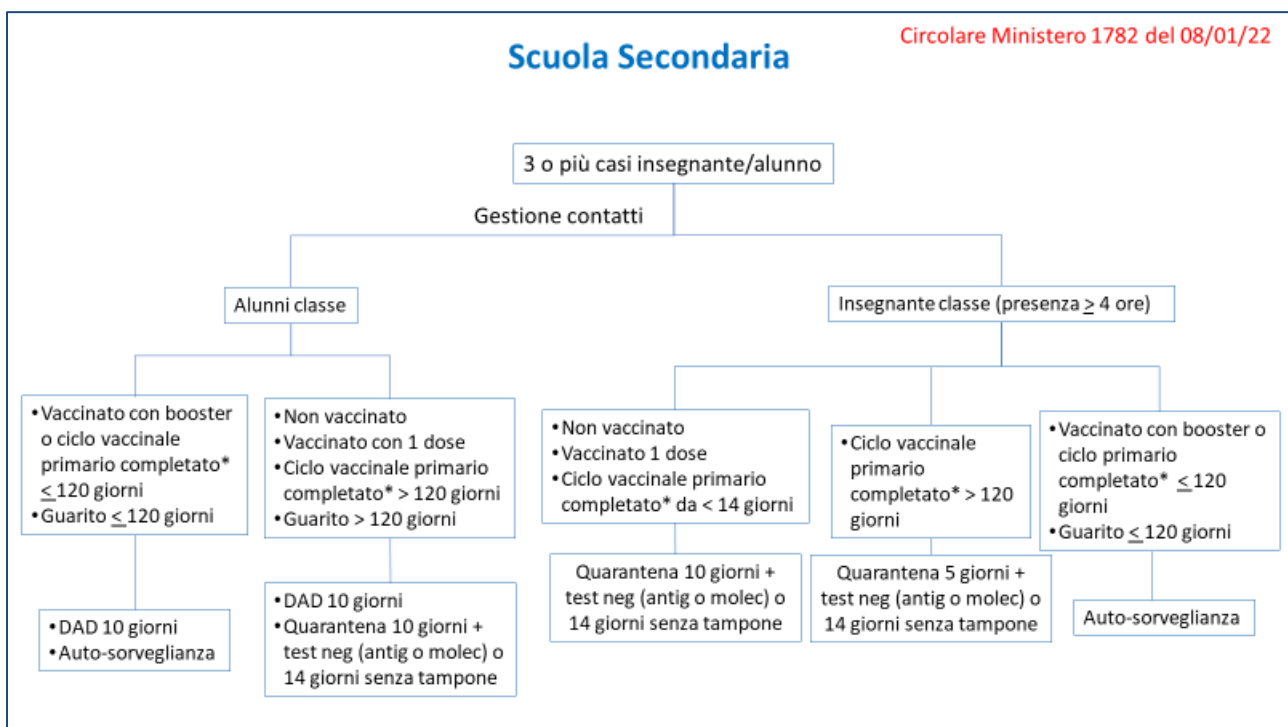 Circolare Ministero 1782 del 08/01/22
Scuola Secondaria
3 o più casi insegnante/alunno
Gestione contatti
Alunni classe
Insegnante classe (presenza ≥ 4 ore)
•Vaccinato con booster
o ciclo vaccinale
primario completato*
≤ 120 giorni
•Guarito ≤ 120 giorni
•Non vaccinato
•Vaccinato con 1 dose
•Ciclo vaccinale primario
completato* > 120 giorni
•Guarito > 120 giorni
•Non vaccinato
•Vaccinato 1 dose
•Ciclo vaccinale primario
completato* da < 14 giorni
•Ciclo vaccinale
primario
completato* > 120
giorni
•Vaccinato con booster o
ciclo primario
completato* ≤ 120
giorni
•Guarito ≤ 120 giorni
•DAD 10 giorni
•Auto-sorveglianza
•DAD 10 giorni
•Quarantena 10 giorni +
test neg (antig o molec) o
14 giorni senza tampone
Quarantena 10 giorni +
test neg (antig o molec) o
14 giorni senza tampone
Quarantena 5 giorni +
test neg (antig o molec) o
14 giorni senza tampone
Auto-sorveglianza